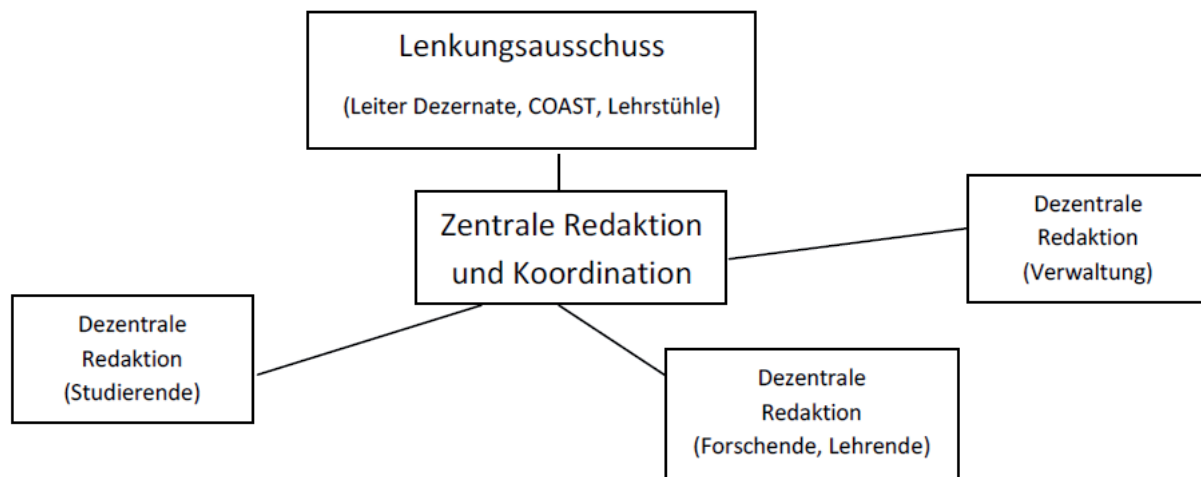 Lenkungsausschuss
(Leiter Dezernate, COAST, Lehrstühle)
Zentrale Redaktion
und Koordination
Dezentrale
Redaktion
(Verwaltung)
Dezentrale
Redaktion
(Studierende)
Dezentrale
Redaktion
(Forschende, Lehrende)